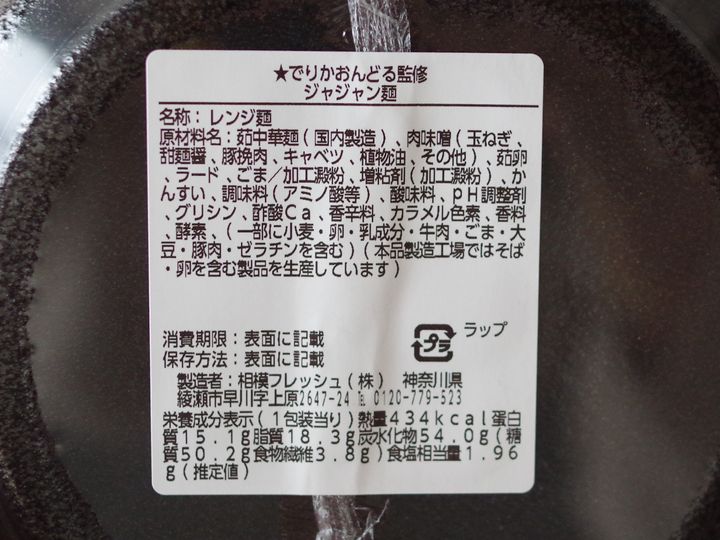 ★でりかおんどる監修
ジャジャン麺
名称：レンジ麺
原材料名：茹中華麺（国内製造）、肉味噌（玉ねぎ、
甜麺醤、豚挽肉、キャベツ、植物油、その他）、茹卵
、ラード、ごま／加工澱粉、増粘剤（加工澱粉）、か
んすい、調味料（アミノ酸等）、酸味料、ｐＨ調整剤
、グリシン、酢酸Ｃａ、香辛料、カラメル色素、香料
、酵素、（一部に小麦・卵・乳成分・牛肉・ごま・大
豆・豚肉・ゼラチンを含む）（本品製造工場ではそば
・卵を含む製品を生産しています）
消費期限：表面に記載
保存方法：表面に記載
プラ
ラップ
製造者：相模フレッシュ（株） 神奈川県
綾瀬市早川字上原2647-24 ℡ 0120-779-523
栄養成分表示（１包装当り）熱量４３４ｋｃａｌ蛋白
質１５.１ｇ脂質１８.３ｇ炭水化物５４.０ｇ（糖
質５０.２ｇ食物繊維３.８ｇ）食塩相当量１.９６
ｇ（推定値）